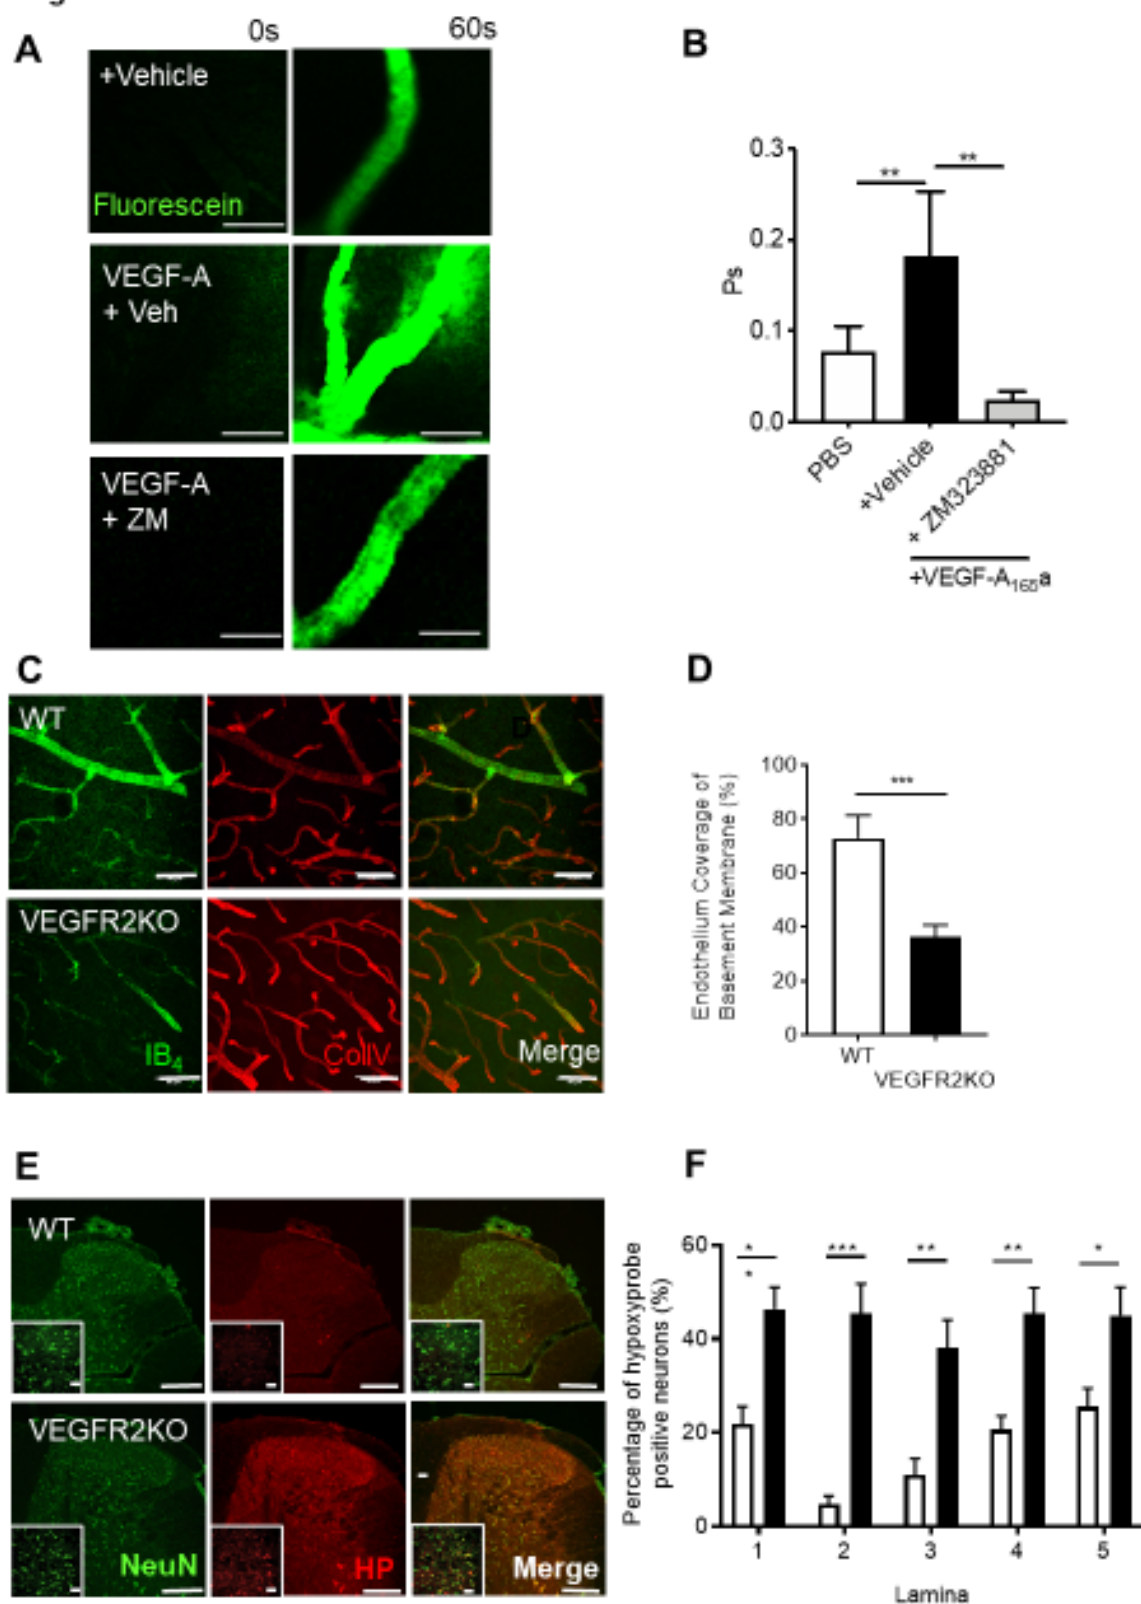 A
0s
60s
+Vehicle
Fluorescein
VEGF-A
+ Veh
VEGF-A
+ ZM
B
Ps
0.3
0.2
0.1
0.0
**
**
PBS
+Vehicle
+ ZM323881
+VEGF-A165a
C
WT
D
VEGFR2KO
IB4
CollV
Merge
D
Endothelium Coverage of
Basement Membrane (%)
100
80
60
40
20
0
***
WT
VEGFR2KO
E
WT
VEGFR2KO
NeuN
HP
Merge
F
Percentage of hypoxyprobe
positive neurons (%)
60
40
20
0
*
*
***
**
**
*
1
2
3
4
5
Lamina